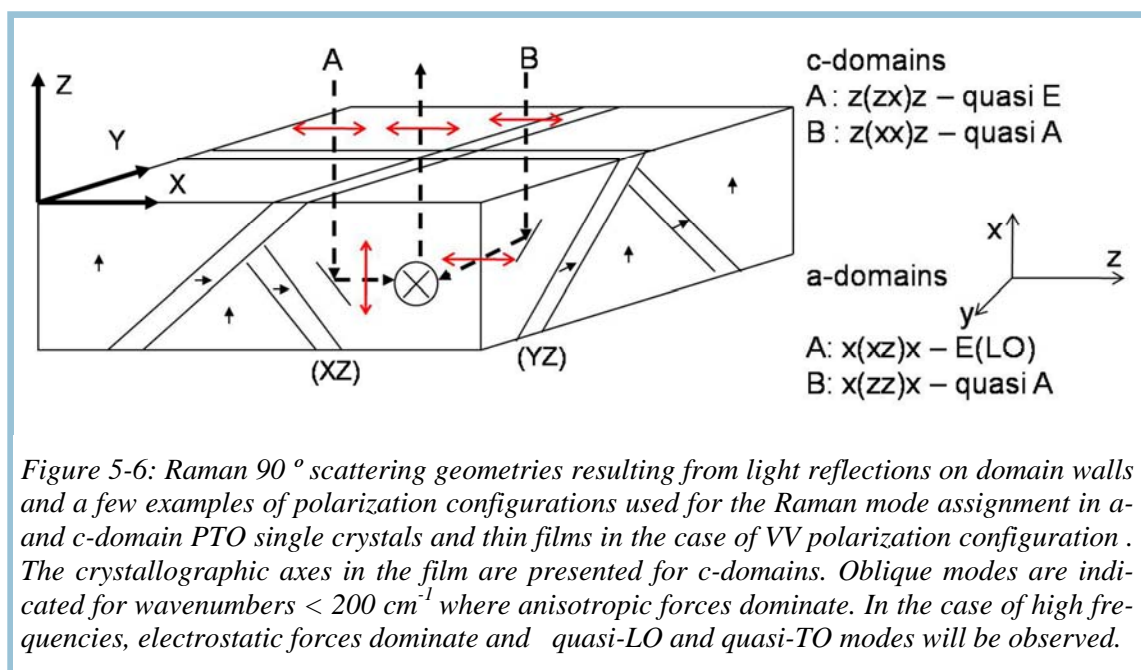 A
B
Z
Y
X
(XZ)
(YZ)
c-domains
A : z(zx)z – quasi E
B : z(xx)z – quasi A
x
z
y
a-domains
A: x(xz)x – E(LO)
B: x(zz)x – quasi A
Figure 5-6: Raman 90 º scattering geometries resulting from light reflections on domain walls
and a few examples of polarization configurations used for the Raman mode assignment in a-
and c-domain PTO single crystals and thin films in the case of VV polarization configuration .
The crystallographic axes in the film are presented for c-domains. Oblique modes are indi-
cated for wavenumbers < 200 cm⁻¹ where anisotropic forces dominate. In the case of high fre-
quencies, electrostatic forces dominate and quasi-LO and quasi-TO modes will be observed.